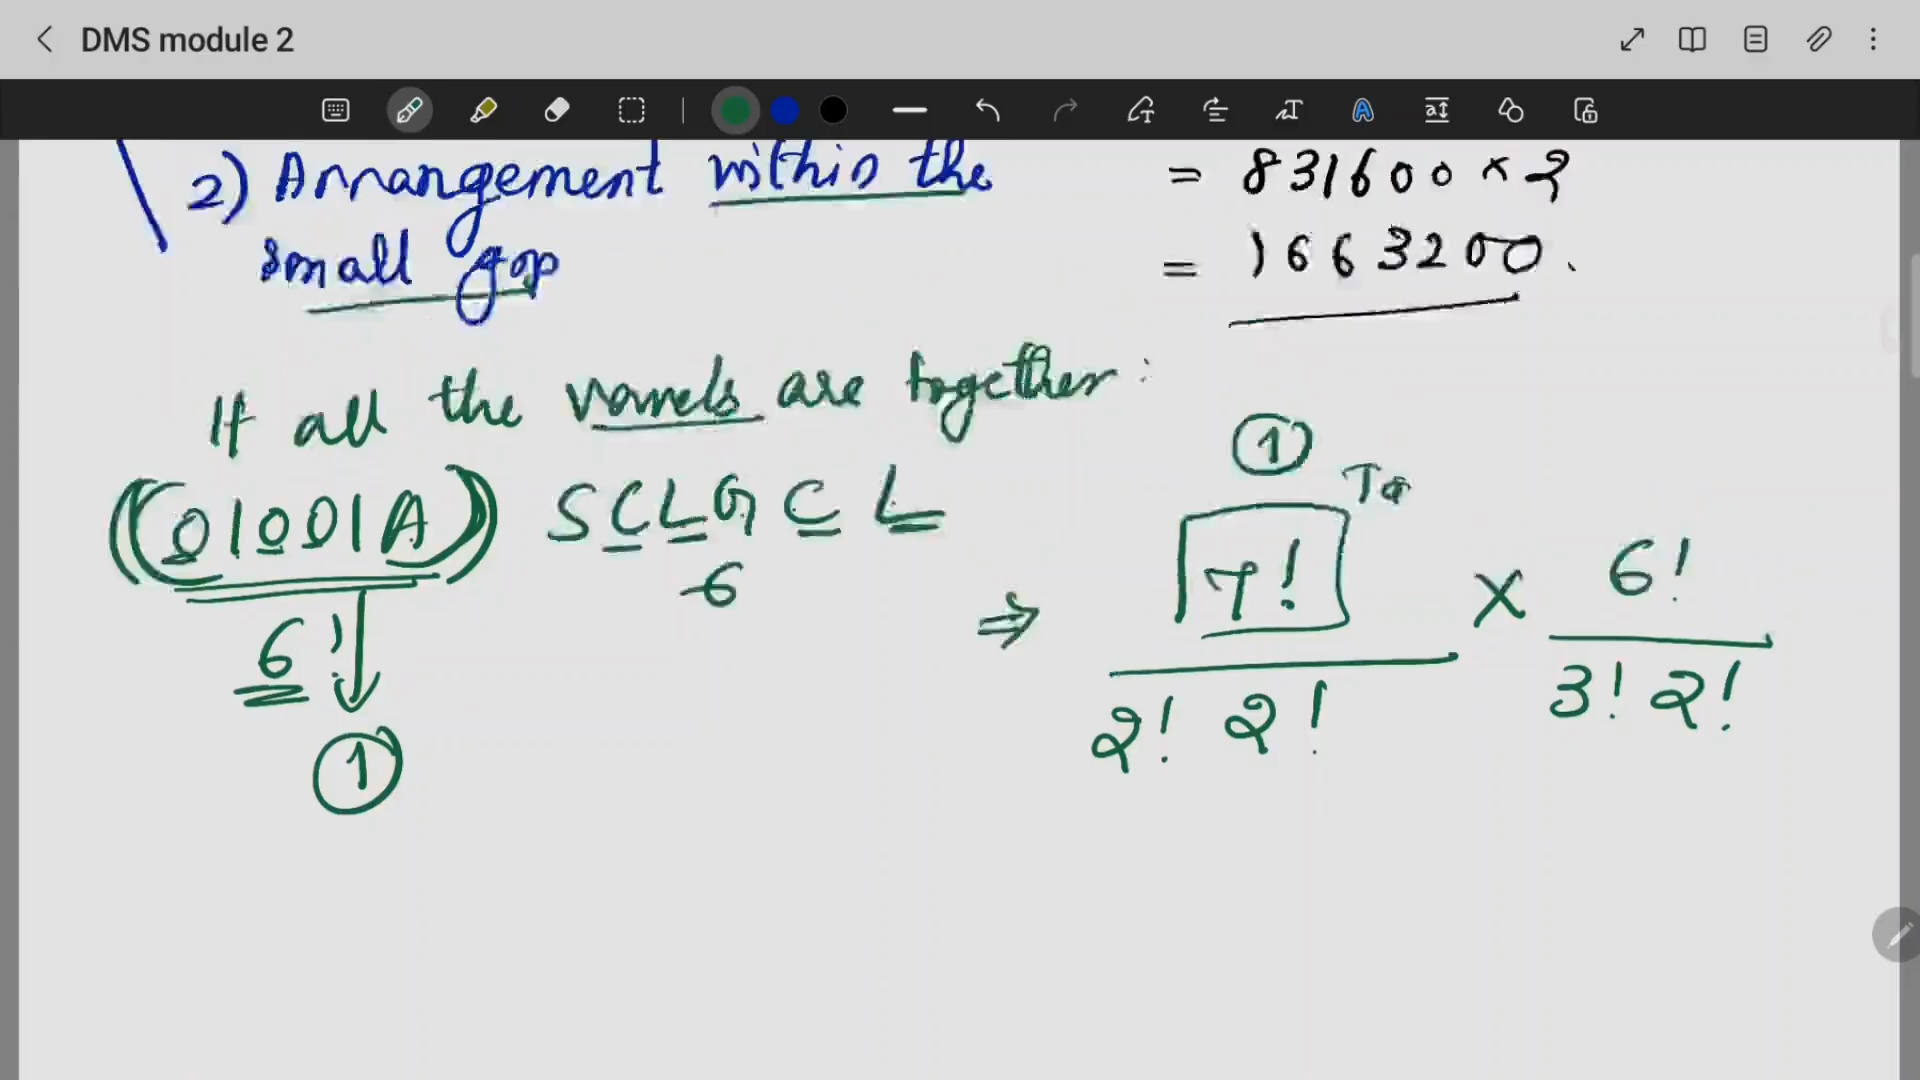 DMS module 2
2) Arrangement within the
small gap
= 831600 × 2
= 1663200.
If all the vowels are together:
((OIOOIA)) SCLGCL
6
6!
1
1
To
⇒ 7! / 2! 2! × 6! / 3! 2!